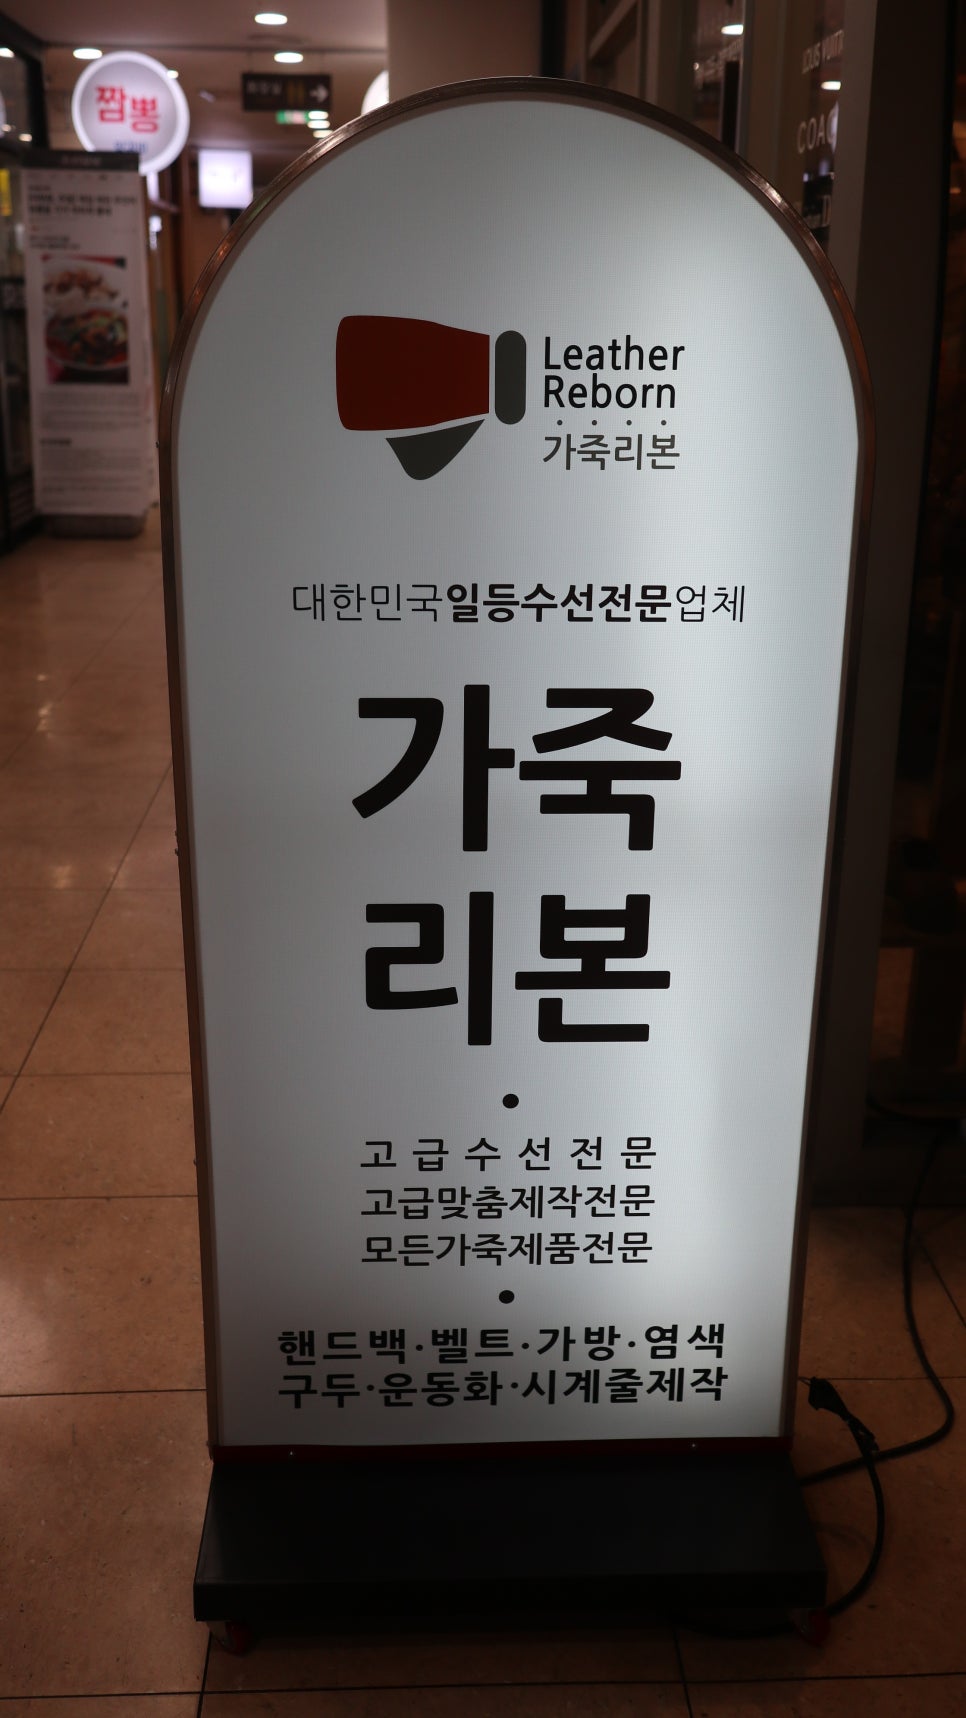 짬뽕
Leather
Reborn
가죽리본
대한민국일등수선전문업체
가죽
리본
고급수선전문
고급맞춤제작전문
모든가죽제품전문
핸드백·벨트·가방·염색
구두·운동화·시계줄제작
LOUIS VUITTON